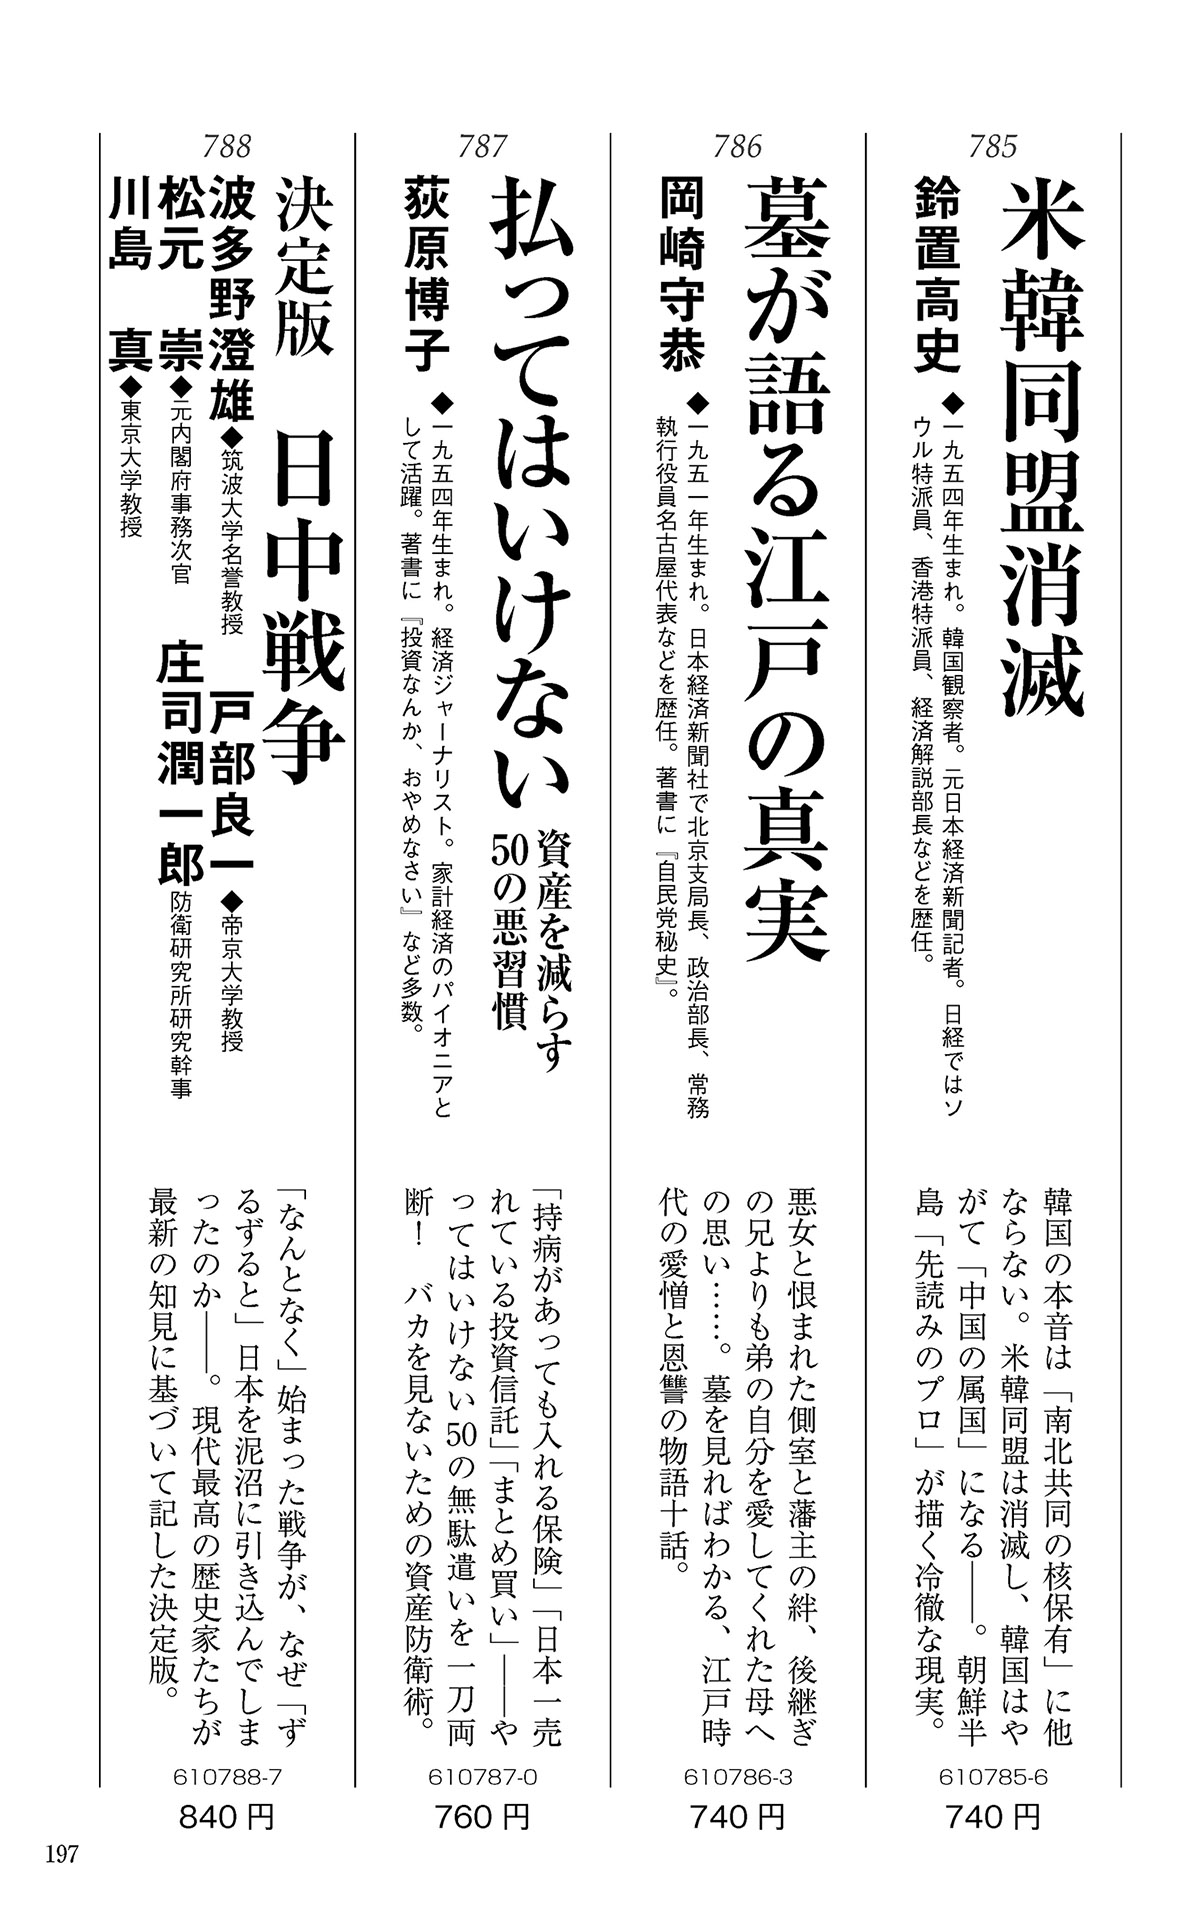 785
米韓同盟消滅
鈴置高史
◆一九五四年生まれ。韓国観察者。元日本経済新聞記者。日経ではソ
ウル特派員、香港特派員、経済解説部長などを歴任。
韓国の本音は「南北共同の核保有」に他
ならない。米韓同盟は消滅し、韓国はや
がて「中国の属国」になる――。朝鮮半
島「先読みのプロ」が描く冷徹な現実。
610785-6
740円
786
墓が語る江戸の真実
岡崎守恭
◆一九五一年生まれ。日本経済新聞社で北京支局長、政治部長、常務
執行役員名古屋代表などを歴任。著書に『自民党秘史』。
悪女と恨まれた側室と藩主の絆、後継ぎ
の兄よりも弟の自分を愛してくれた母へ
の思い……。墓を見ればわかる、江戸時
代の愛憎と恩讐の物語十話。
610786-3
740円
787
払ってはいけない
資産を減らす
50の悪習慣
荻原博子
◆一九五四年生まれ。経済ジャーナリスト。家計経済のパイオニアと
して活躍。著書に『投資なんか、おやめなさい』など多数。
「持病があっても入れる保険」「日本一売
れている投資信託」「まとめ買い」――や
ってはいけない50の無駄遣いを一刀両
断！　バカを見ないための資産防衛術。
610787-0
760円
788
決定版　日中戦争
波多野澄雄◆筑波大学名誉教授　戸部良一◆帝京大学教授
松元　崇◆元内閣府事務次官　庄司潤一郎防衛研究所研究幹事
川島　真◆東京大学教授
「なんとなく」始まった戦争が、なぜ「ず
るずると」日本を泥沼に引き込んでしま
ったのか――。現代最高の歴史家たちが
最新の知見に基づいて記した決定版。
610788-7
840円
197